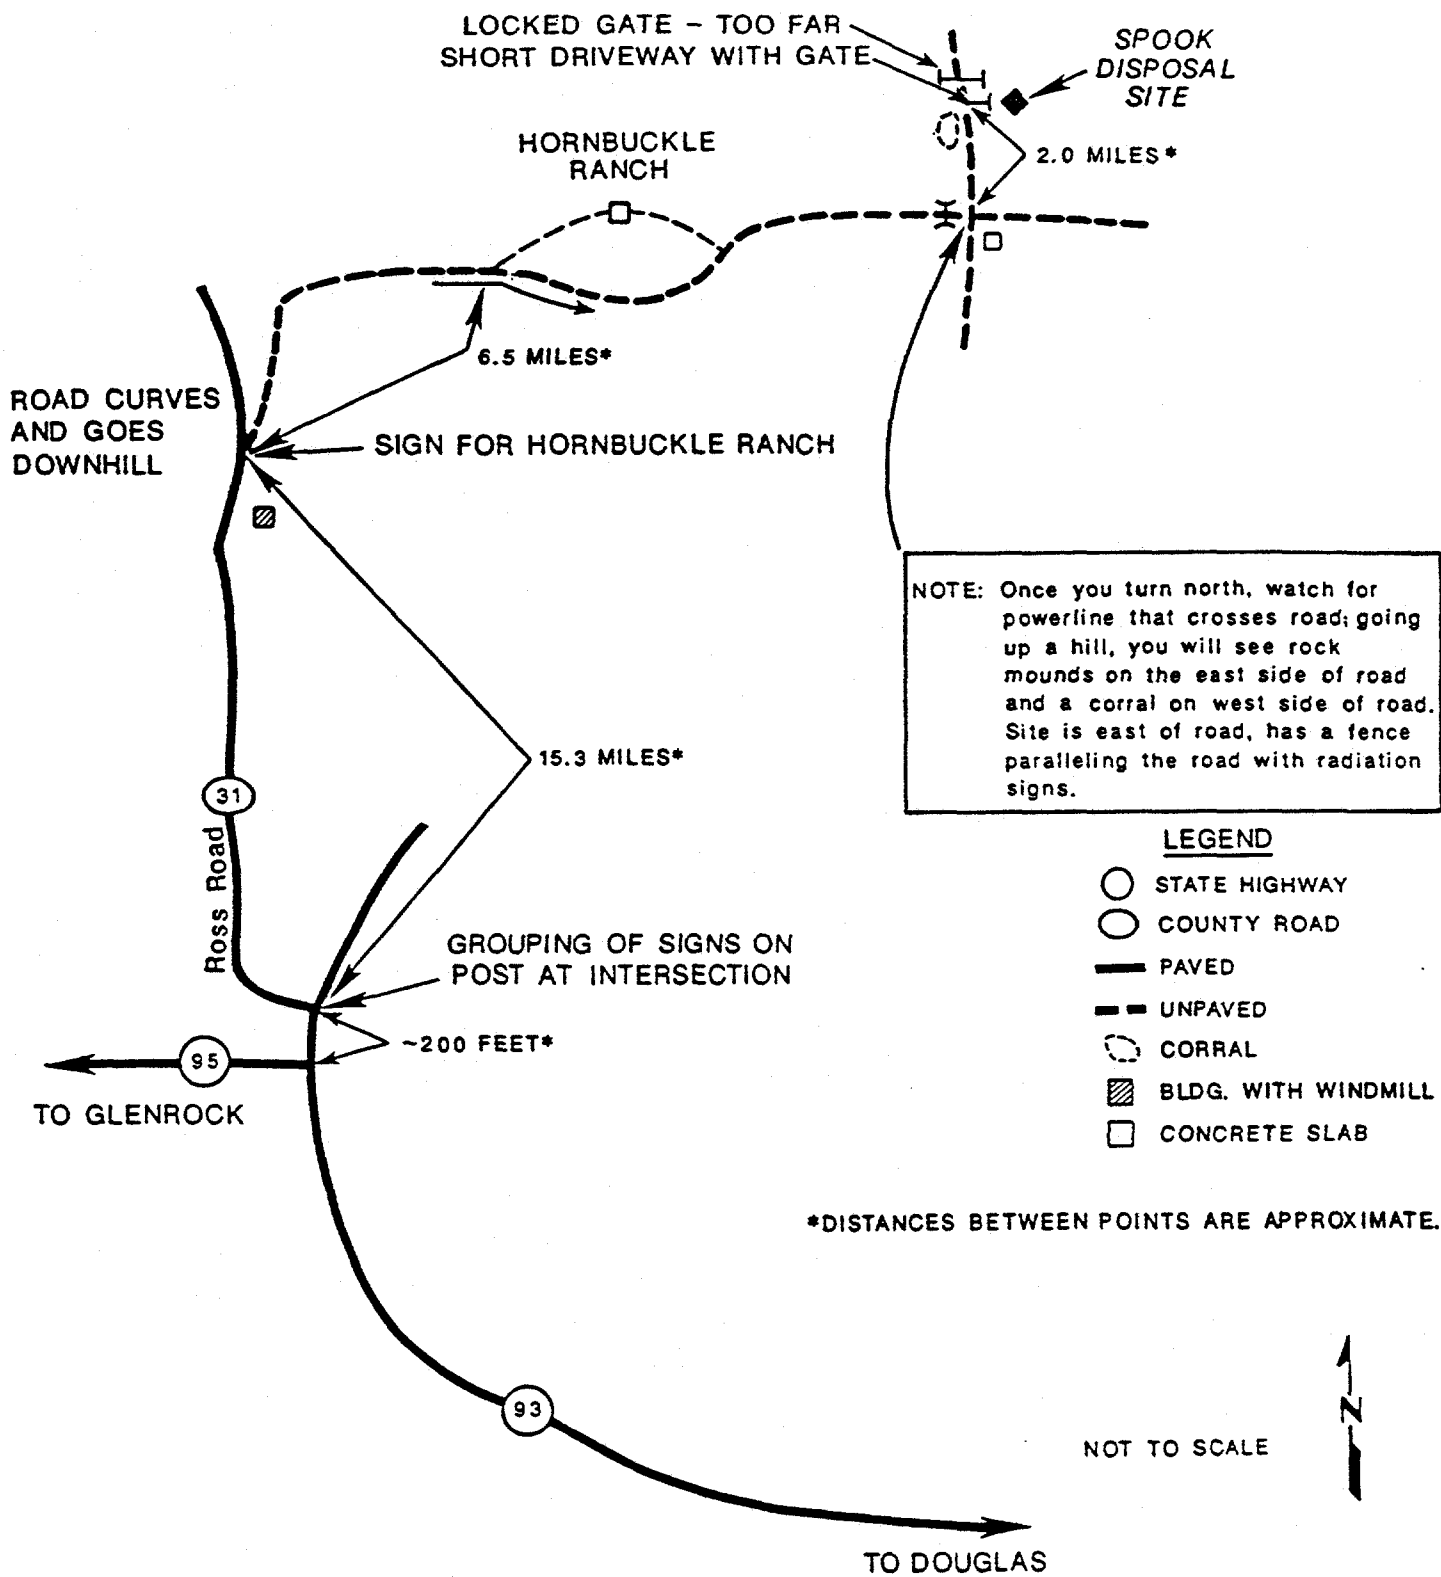 LOCKED GATE - TOO FAR
SHORT DRIVEWAY WITH GATE
SPOOK
DISPOSAL
SITE
HORNBUCKLE
RANCH
2.0 MILES*
6.5 MILES*
ROAD CURVES
AND GOES
DOWNHILL
SIGN FOR HORNBUCKLE RANCH
NOTE: Once you turn north, watch for
powerline that crosses road; going
up a hill, you will see rock
mounds on the east side of road
and a corral on west side of road.
Site is east of road, has a fence
paralleling the road with radiation
signs.
15.3 MILES*
31
Ross Road
GROUPING OF SIGNS ON
POST AT INTERSECTION
~200 FEET*
95
TO GLENROCK
LEGEND
STATE HIGHWAY
COUNTY ROAD
PAVED
UNPAVED
CORRAL
BLDG. WITH WINDMILL
CONCRETE SLAB
*DISTANCES BETWEEN POINTS ARE APPROXIMATE.
93
NOT TO SCALE
N
TO DOUGLAS